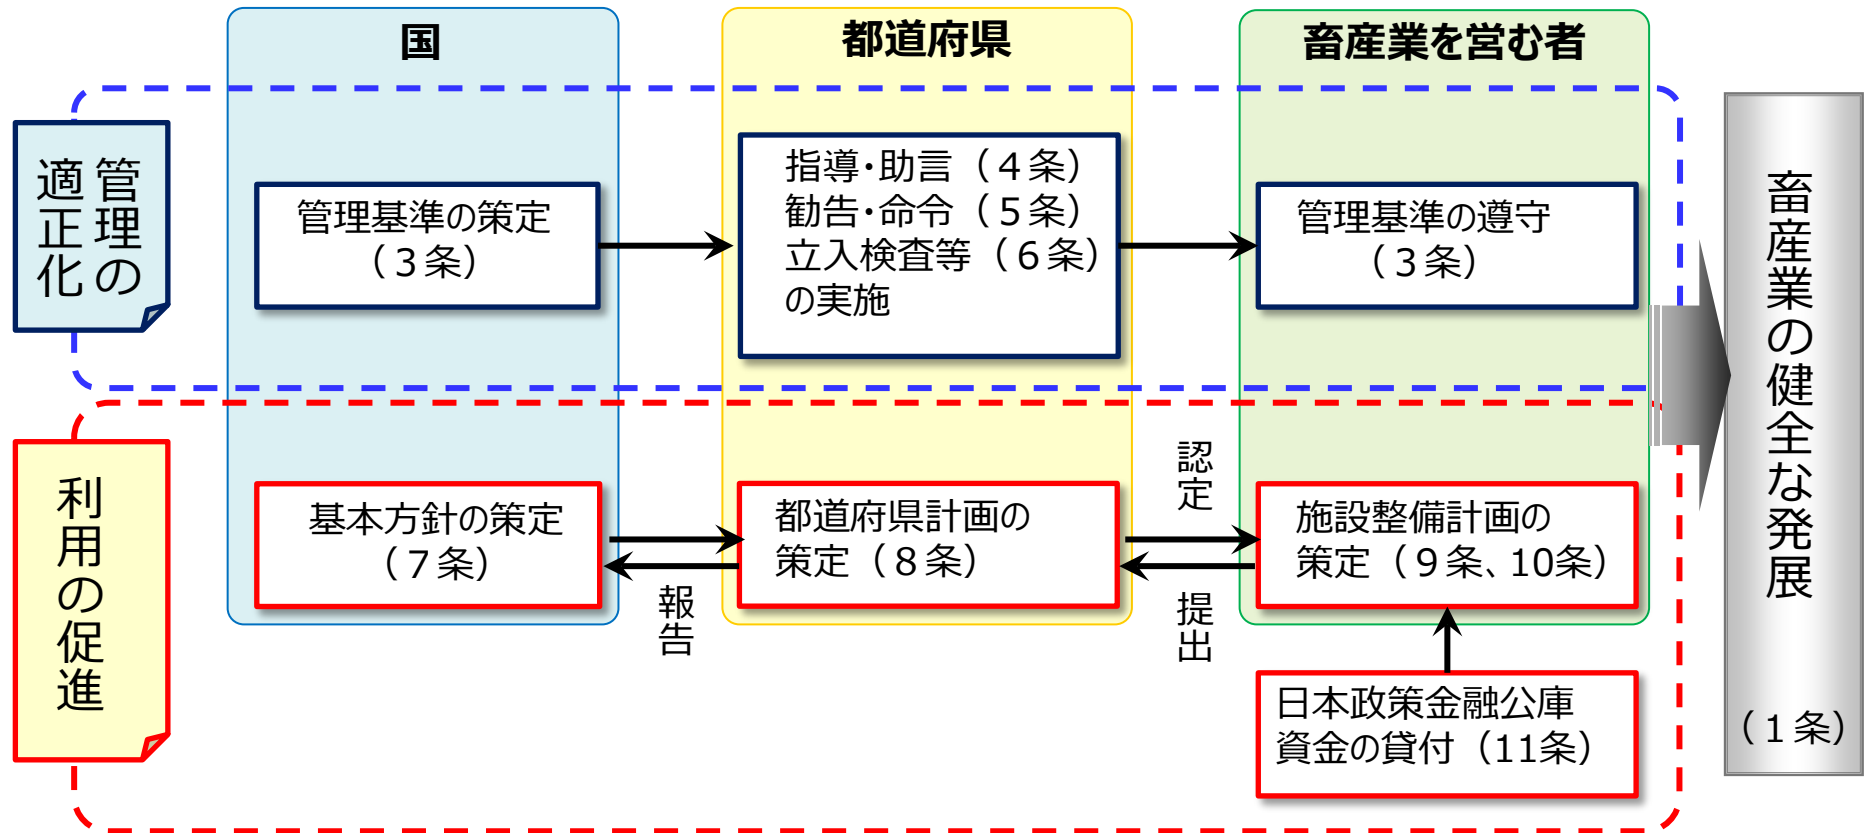 国
都道府県
畜産業を営む者
管理の
適正化
管理基準の策定
（３条）
指導・助言（４条）
勧告・命令（５条）
立入検査等（６条）
の実施
管理基準の遵守
（３条）
利用の促進
基本方針の策定
（７条）
報告
都道府県計画の
策定（８条）
認定
提出
施設整備計画の
策定（９条、10条）
日本政策金融公庫
資金の貸付（11条）
畜産業の健全な発展
（１条）